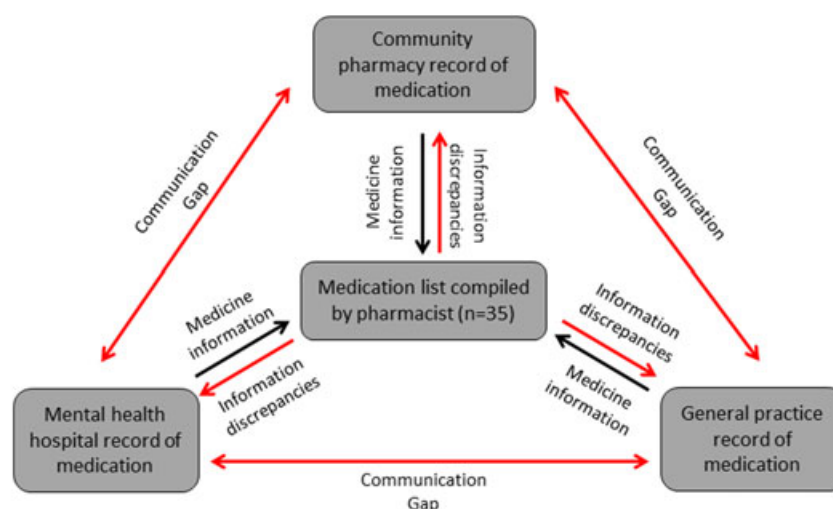 Community
pharmacy record of
medication
Communication
Gap
Medicine
information
Information
discrepancies
Communication
Gap
Medication list compiled
by pharmacist (n=35)
Medicine
information
Information
discrepancies
Information
discrepancies
Medicine
information
Mental health
hospital record of
medication
General practice
record of
medication
Communication
Gap